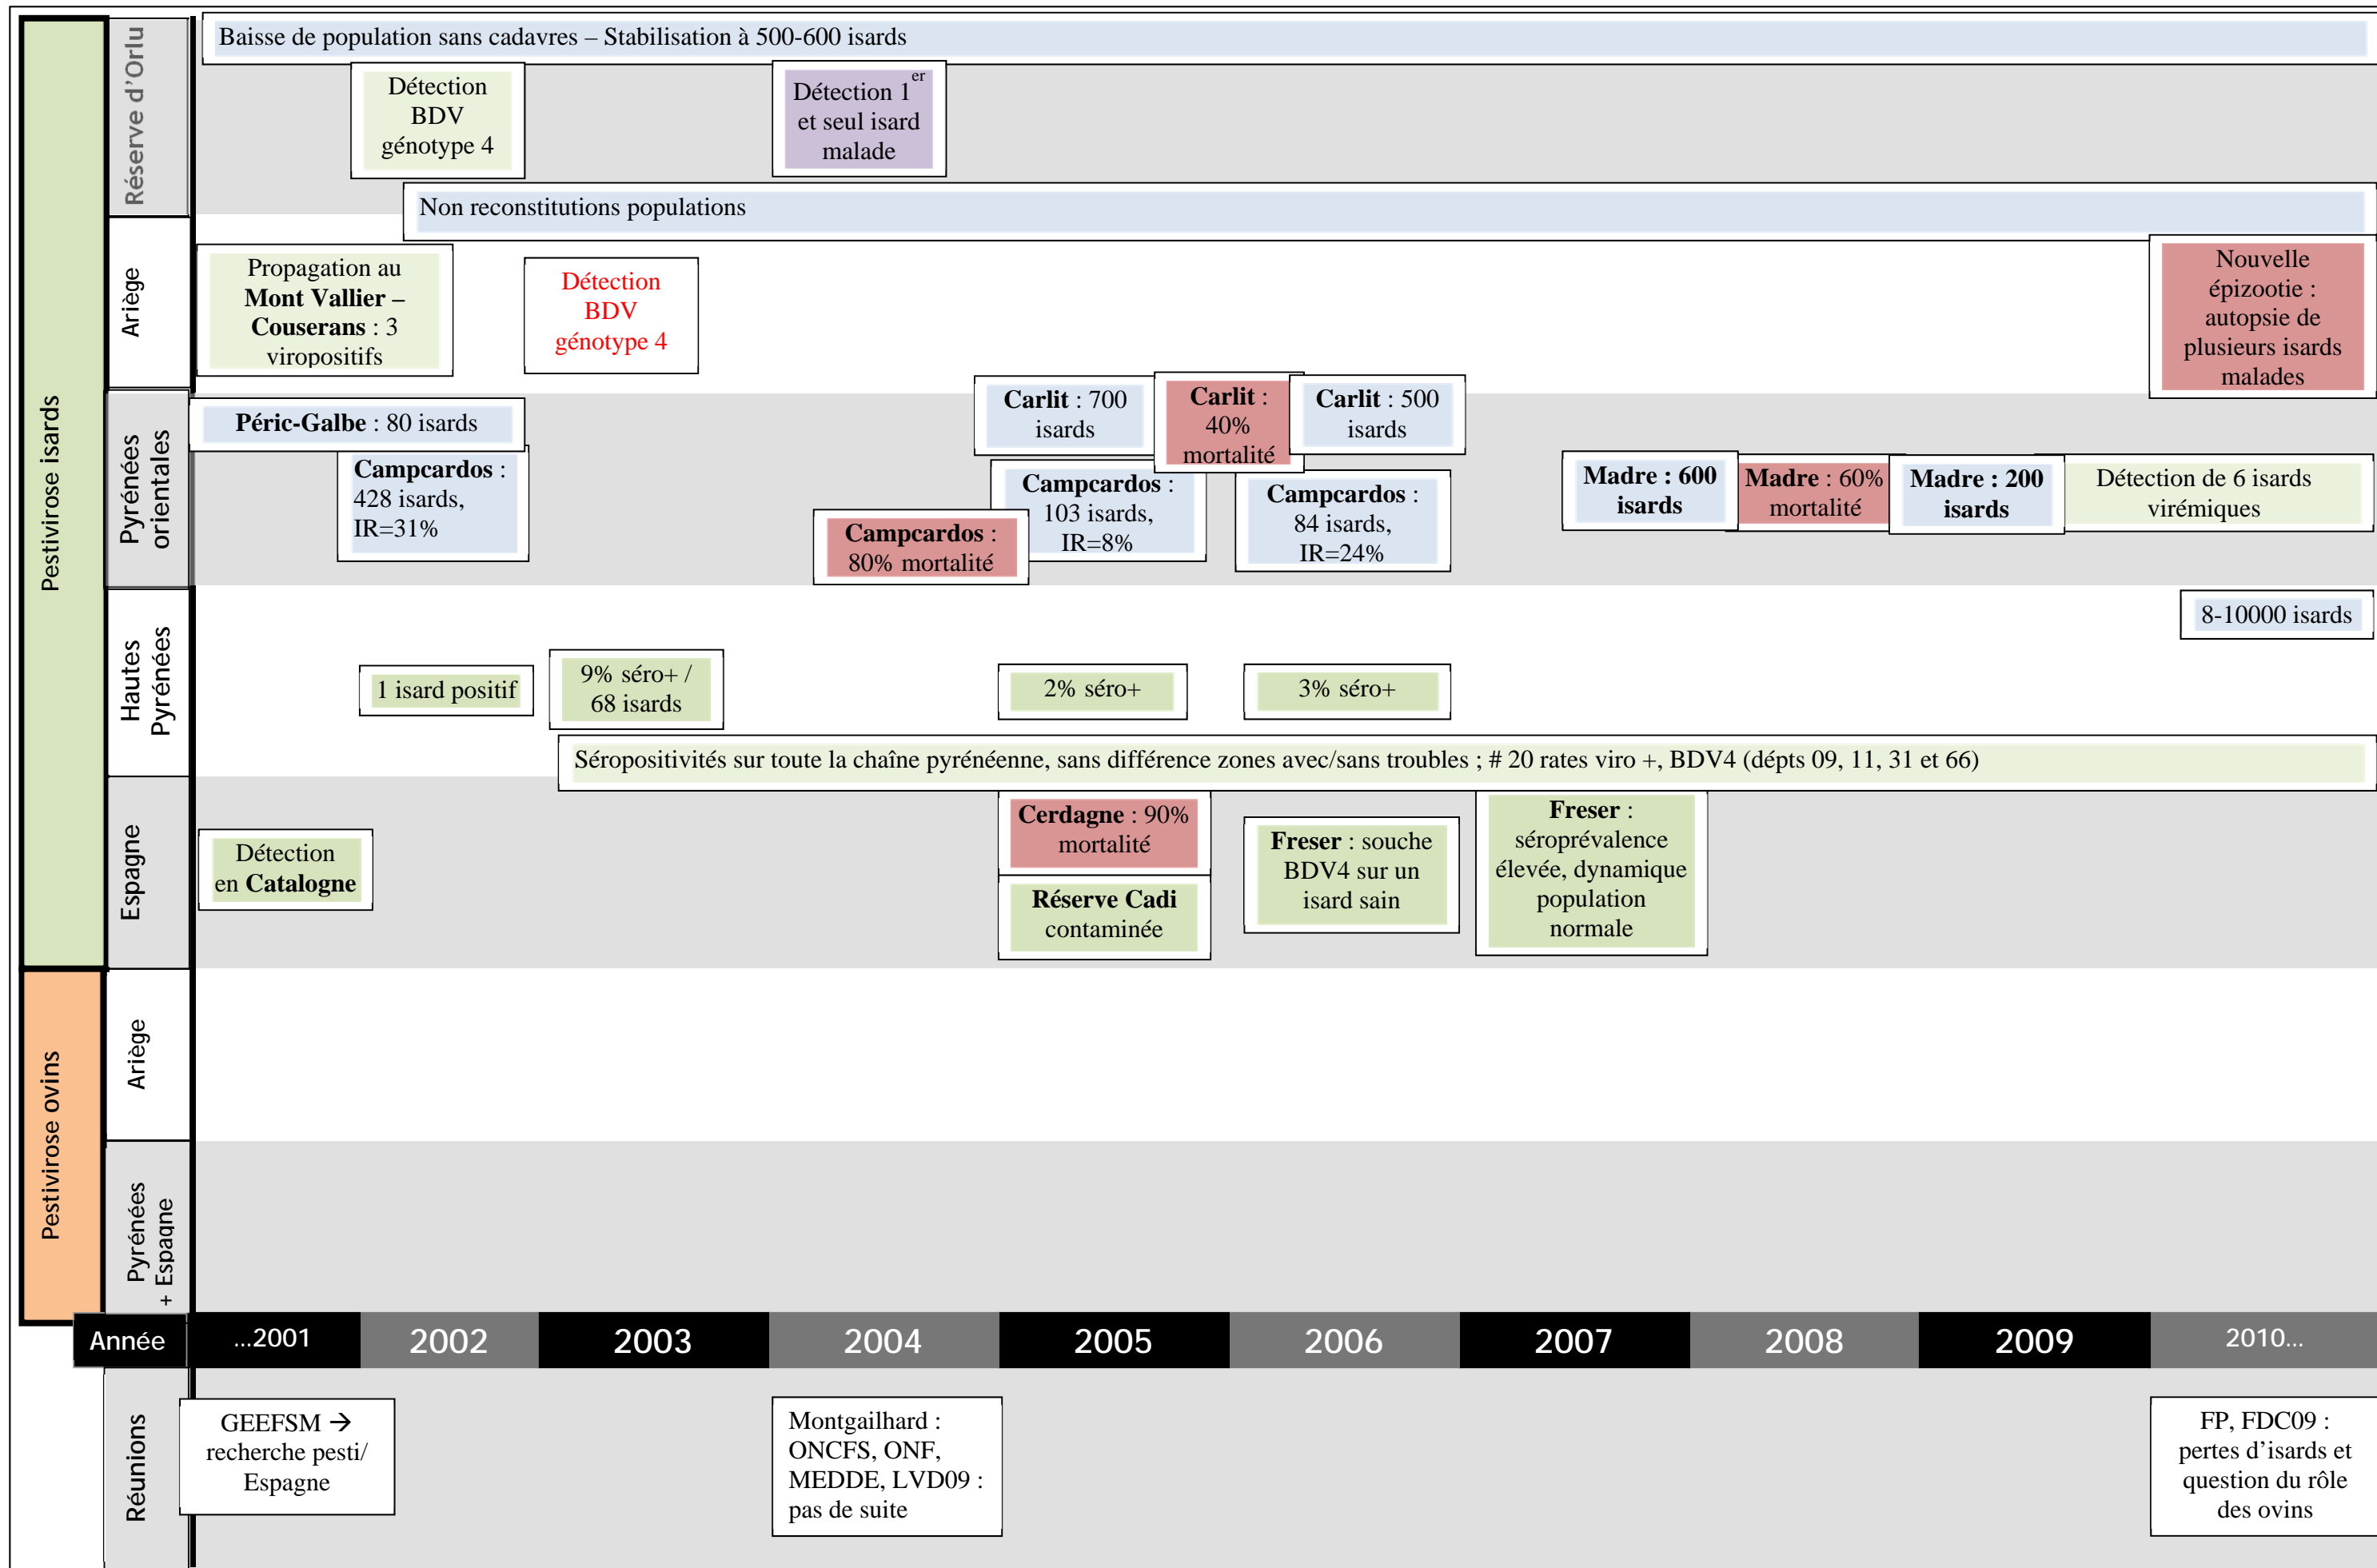 Pestivirose isards
Réserve d’Orlu
Baisse de population sans cadavres – Stabilisation à 500-600 isards
Détection
BDV
génotype 4
Détection 1er
et seul isard
malade
Non reconstitutions populations
Ariège
Propagation au
Mont Vallier –
Couserans : 3
viropositifs
Détection
BDV
génotype 4
Nouvelle
épizootie :
autopsie de
plusieurs isards
malades
Pyrénées
orientales
Péric-Galbe : 80 isards
Campcardos :
428 isards,
IR=31%
Campcardos :
80% mortalité
Carlit : 700
isards
Campcardos :
103 isards,
IR=8%
Carlit :
40%
mortalité
Carlit : 500
isards
Campcardos :
84 isards,
IR=24%
Madre : 600
isards
Madre : 60%
mortalité
Madre : 200
isards
Détection de 6 isards
virémiques
Hautes
Pyrénées
8-10000 isards
1 isard positif
9% séro+ /
68 isards
2% séro+
3% séro+
Séropositivités sur toute la chaîne pyrénéenne, sans différence zones avec/sans troubles ; # 20 rates viro +, BDV4 (dépts 09, 11, 31 et 66)
Espagne
Détection
en Catalogne
Cerdagne : 90%
mortalité
Réserve Cadi
contaminée
Freser : souche
BDV4 sur un
isard sain
Freser :
séroprévalence
élevée, dynamique
population
normale
Pestivirose ovins
Ariège
Pyrénées
+ Espagne
Année
...2001
2002
2003
2004
2005
2006
2007
2008
2009
2010...
Réunions
GEEFSM →
recherche pesti/
Espagne
Montgailhard :
ONCFS, ONF,
MEDDE, LVD09 :
pas de suite
FP, FDC09 :
pertes d’isards et
question du rôle
des ovins